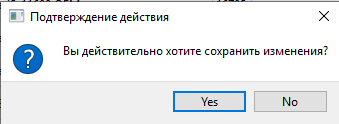 Подтверждение действия
Вы действительно хотите сохранить изменения?
Yes
No